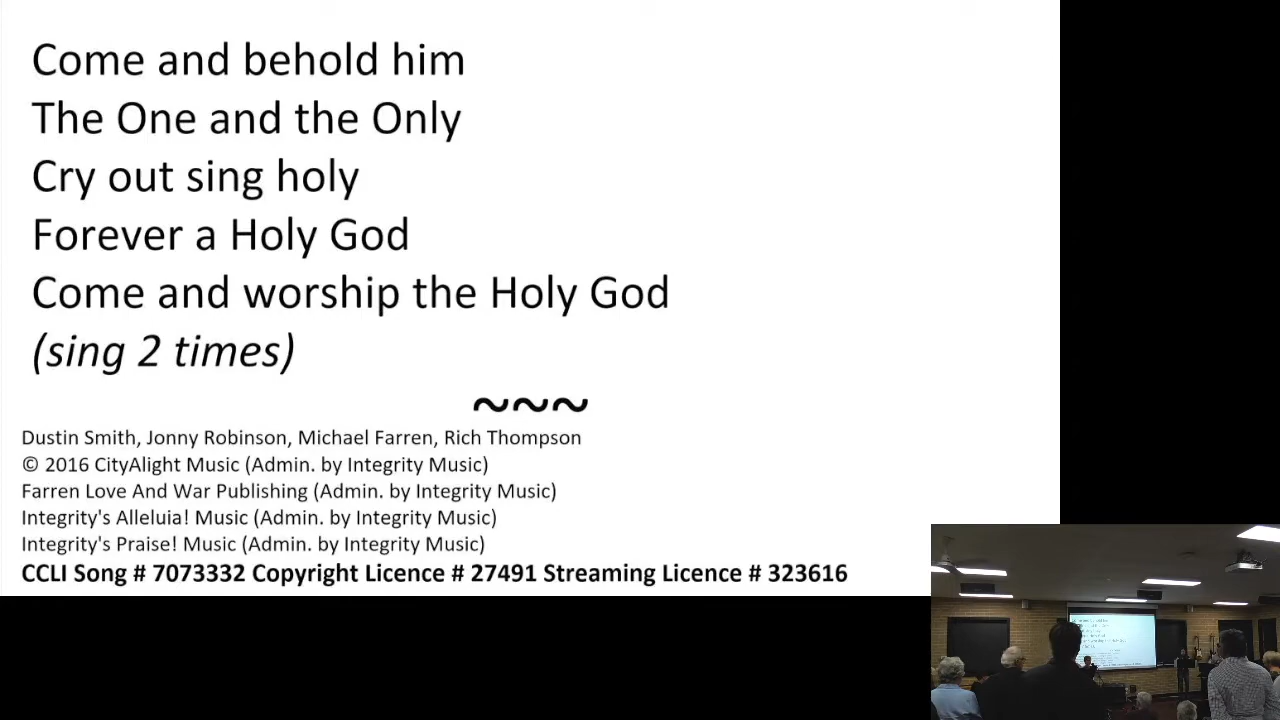 Come and behold him
The One and the Only
Cry out sing holy
Forever a Holy God
Come and worship the Holy God
(sing 2 times)
~~~
Dustin Smith, Jonny Robinson, Michael Farren, Rich Thompson
© 2016 CityAlight Music (Admin. by Integrity Music)
Farren Love And War Publishing (Admin. by Integrity Music)
Integrity's Alleluia! Music (Admin. by Integrity Music)
Integrity's Praise! Music (Admin. by Integrity Music)
CCLI Song # 7073332 Copyright Licence # 27491 Streaming Licence # 323616